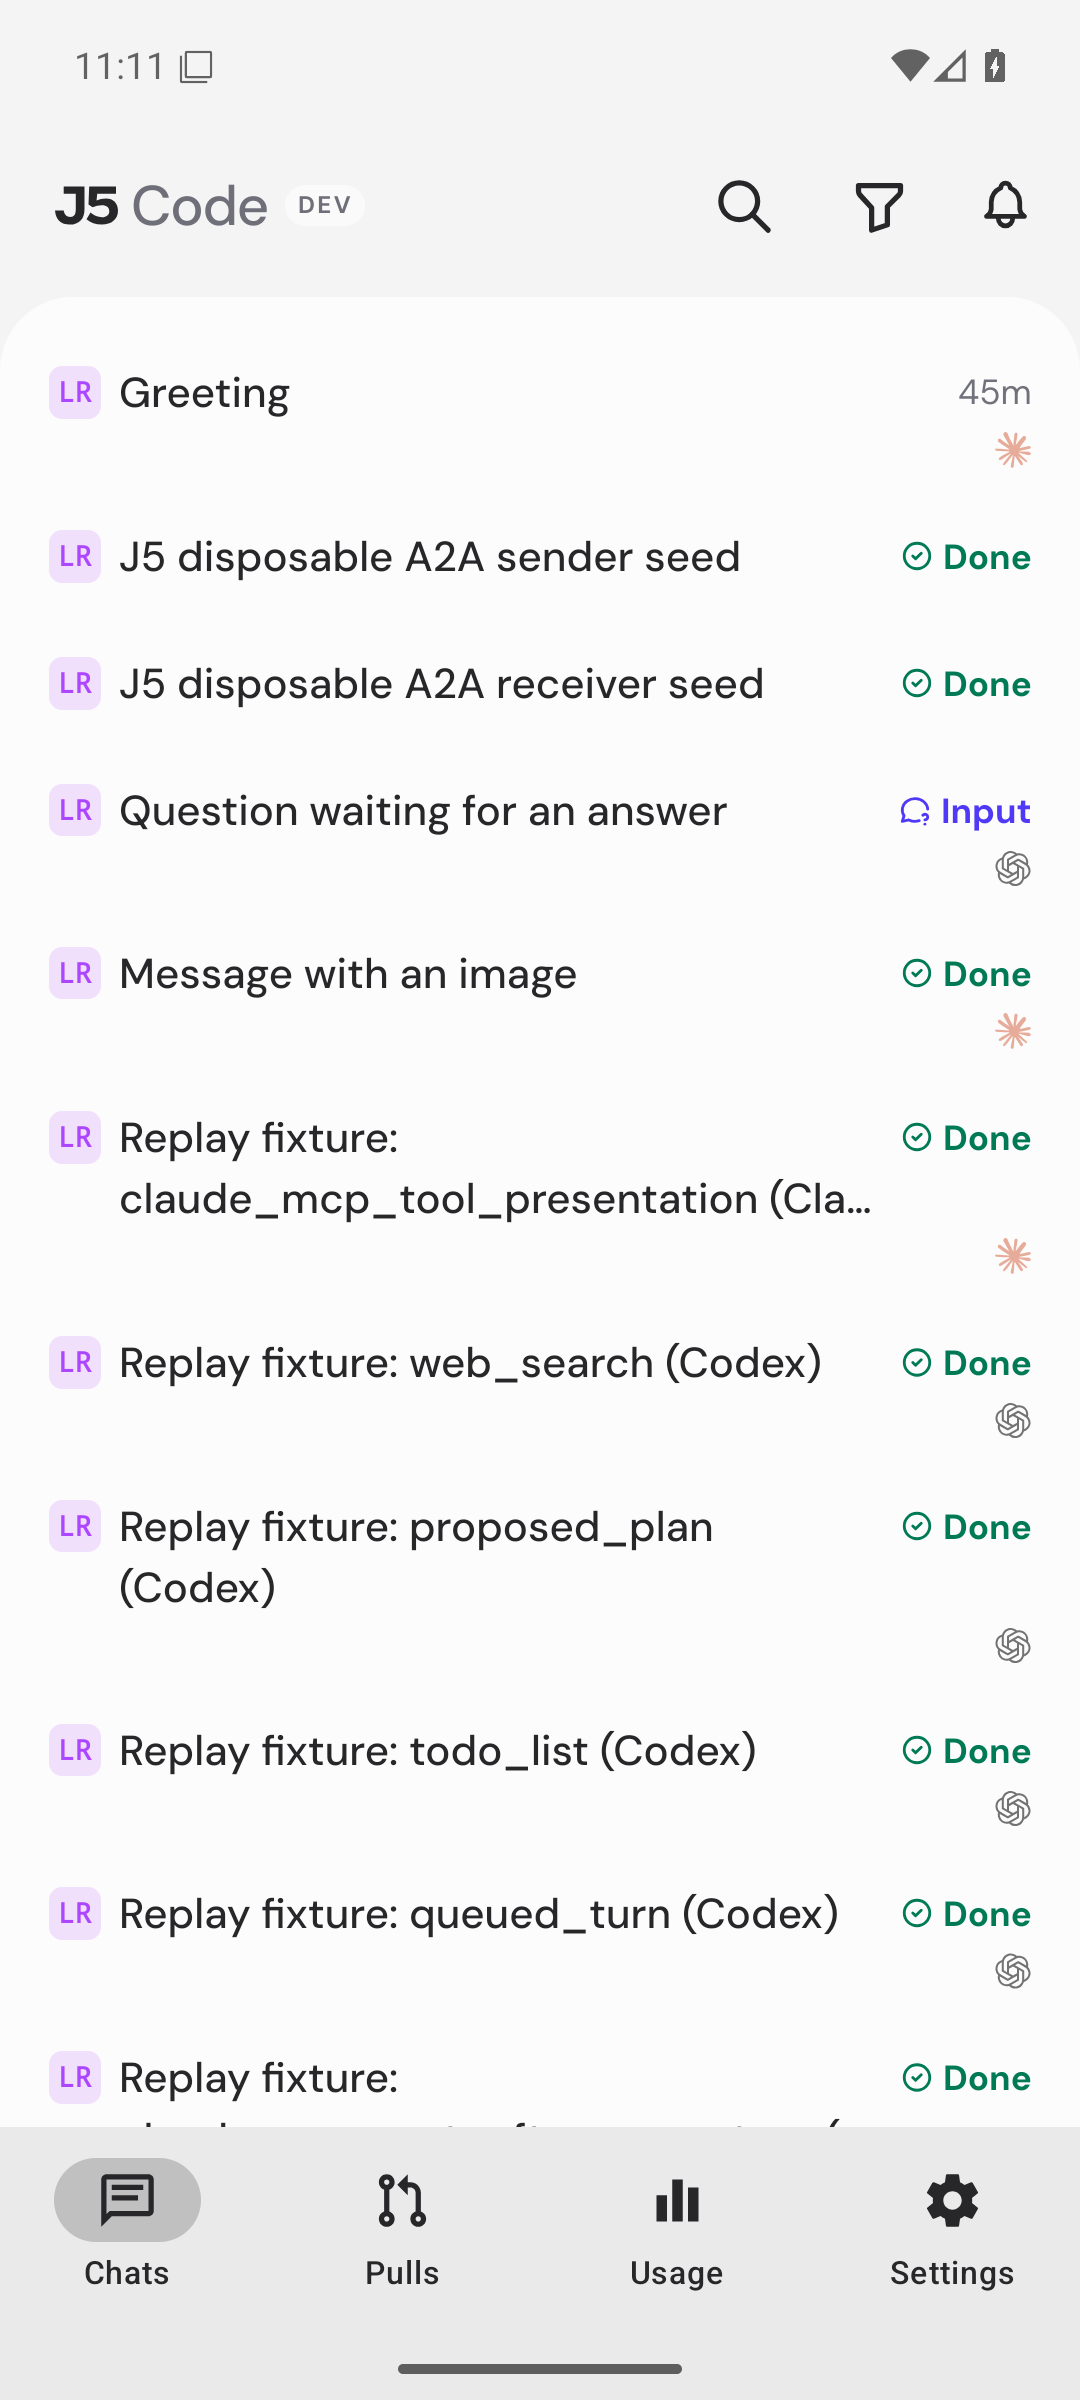 11:11
J5 Code DEV
LR Greeting 45m
LR J5 disposable A2A sender seed Done
LR J5 disposable A2A receiver seed Done
LR Question waiting for an answer Input
LR Message with an image Done
LR Replay fixture: Done
claude_mcp_tool_presentation (Cla...
LR Replay fixture: web_search (Codex) Done
LR Replay fixture: proposed_plan Done
(Codex)
LR Replay fixture: todo_list (Codex) Done
LR Replay fixture: queued_turn (Codex) Done
LR Replay fixture: Done
Chats Pulls Usage Settings